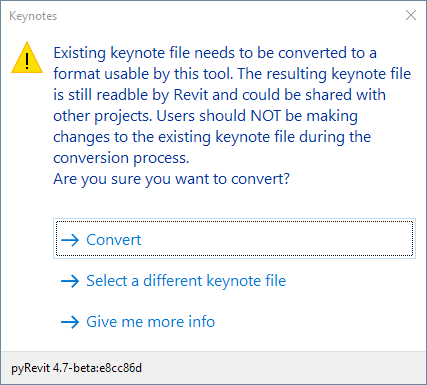 Keynotes
Existing keynote file needs to be converted to a
format usable by this tool. The resulting keynote file
is still readble by Revit and could be shared with
other projects. Users should NOT be making
changes to the existing keynote file during the
conversion process.
Are you sure you want to convert?
Convert
Select a different keynote file
Give me more info
pyRevit 4.7-beta:e8cc86d